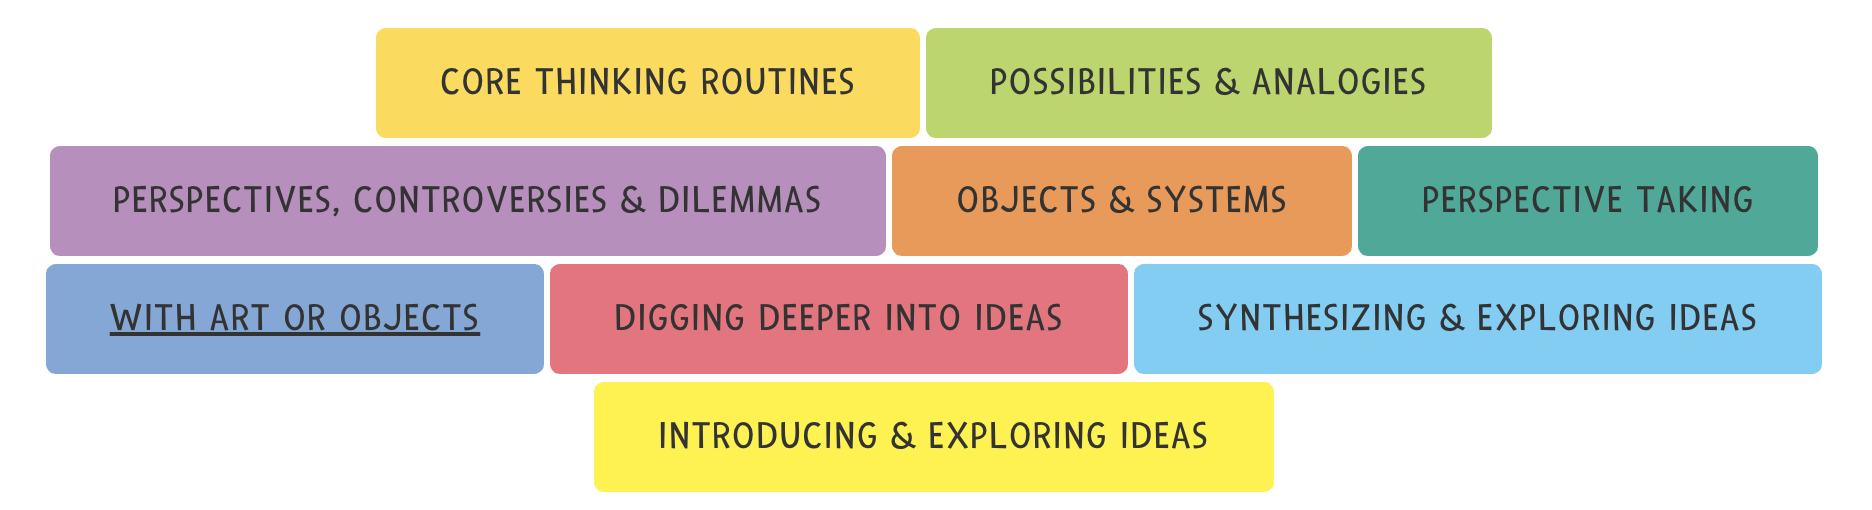 CORE THINKING ROUTINES
POSSIBILITIES & ANALOGIES
PERSPECTIVES, CONTROVERSIES & DILEMMAS
OBJECTS & SYSTEMS
PERSPECTIVE TAKING
WITH ART OR OBJECTS
DIGGING DEEPER INTO IDEAS
SYNTHESIZING & EXPLORING IDEAS
INTRODUCING & EXPLORING IDEAS